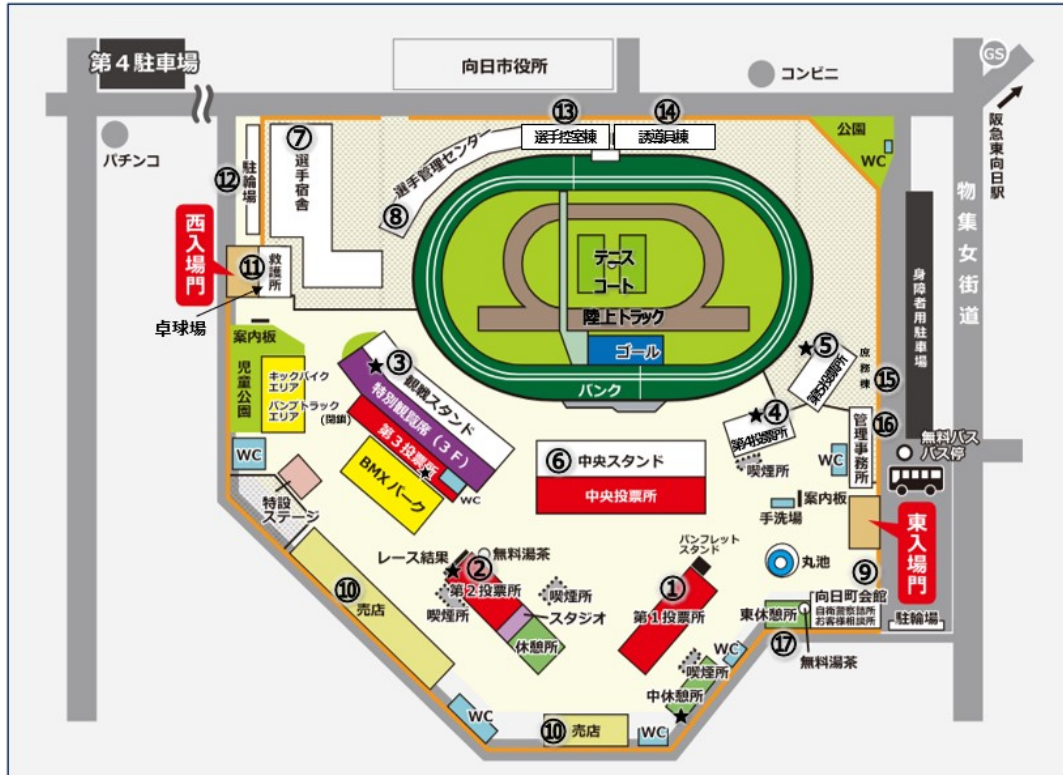 第4駐車場
向日市役所
コンビニ
GS
阪急東向日駅
パチンコ
⑫
駐輪場
⑦
選手宿舎
選手管理センター
⑧
⑬
選手控室棟
⑭
誘導員棟
公園
WC
物集女街道
身障者用駐車場
西入場門
⑪
救護所
卓球場
テニス
コート
陸上トラック
ゴール
バンク
案内板
児童公園
キックバイク
エリア
パンプトラック
エリア
(閉鎖)
③
観戦スタンド
特別観覧席(3F)
第3投票所
★
★
WC
BMXパーク
WC
特設
ステージ
★⑤
第5投票所
庶務棟
⑮
★④
第4投票所
喫煙所
⑯
管理事務所
WC
無料バス
バス停
⑥
中央スタンド
中央投票所
案内板
手洗場
東入場門
丸池
レース結果
無料湯茶
★
②
第2投票所
喫煙所
喫煙所
スタジオ
休憩所
パンフレット
スタンド
①
第1投票所
⑨
向日町会館
自衛警察詰所
お客様相談所
東休憩所
駐輪場
⑰
無料湯茶
WC
喫煙所
中休憩所
★
⑩
売店
WC
⑩
売店
WC